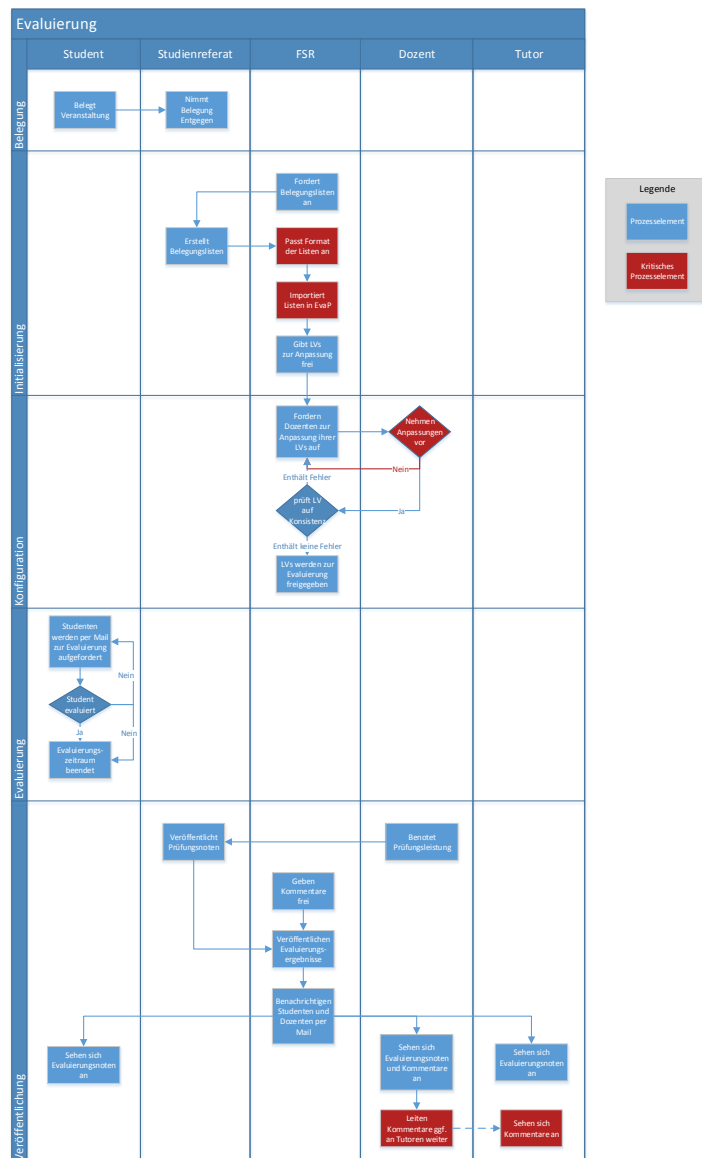 Evaluierung
Student
Studienreferat
FSR
Dozent
Tutor
Belegung
Belegt
Veranstaltung
Nimmt
Belegung
Entgegen
Initialisierung
Fordert
Belegungslisten
an
Erstellt
Belegungslisten
Passt Format
der Listen an
Importiert
Listen in EvaP
Gibt LVs
zur Anpassung
frei
Legende
Prozesselement
Kritisches
Prozesselement
Konfiguration
Fordern
Dozenten zur
Anpassung ihrer
LVs auf
Nehmen
Anpassungen
vor
Nein
Enthält Fehler
prüft LV
auf
Konsistenz
Ja
Enthält keine Fehler
LVs werden zur
Evaluierung
freigegeben
Evaluierung
Studenten
werden per Mail
zur Evaluierung
aufgefordert
Nein
Student
evaluiert
Ja
Nein
Evaluierungs-
zeitraum
beendet
Veröffentlichung
Veröffentlicht
Prüfungsnoten
Benotet
Prüfungsleistung
Geben
Kommentare
frei
Veröffentlichen
Evaluierungs-
ergebnisse
Benachrichtigen
Studenten und
Dozenten per
Mail
Sehen sich
Evaluierungsnoten
an
Sehen sich
Evaluierungsnoten
und Kommentare
an
Sehen sich
Evaluierungsnoten
an
Leiten
Kommentare ggf.
an Tutoren weiter
Sehen sich
Kommentare an